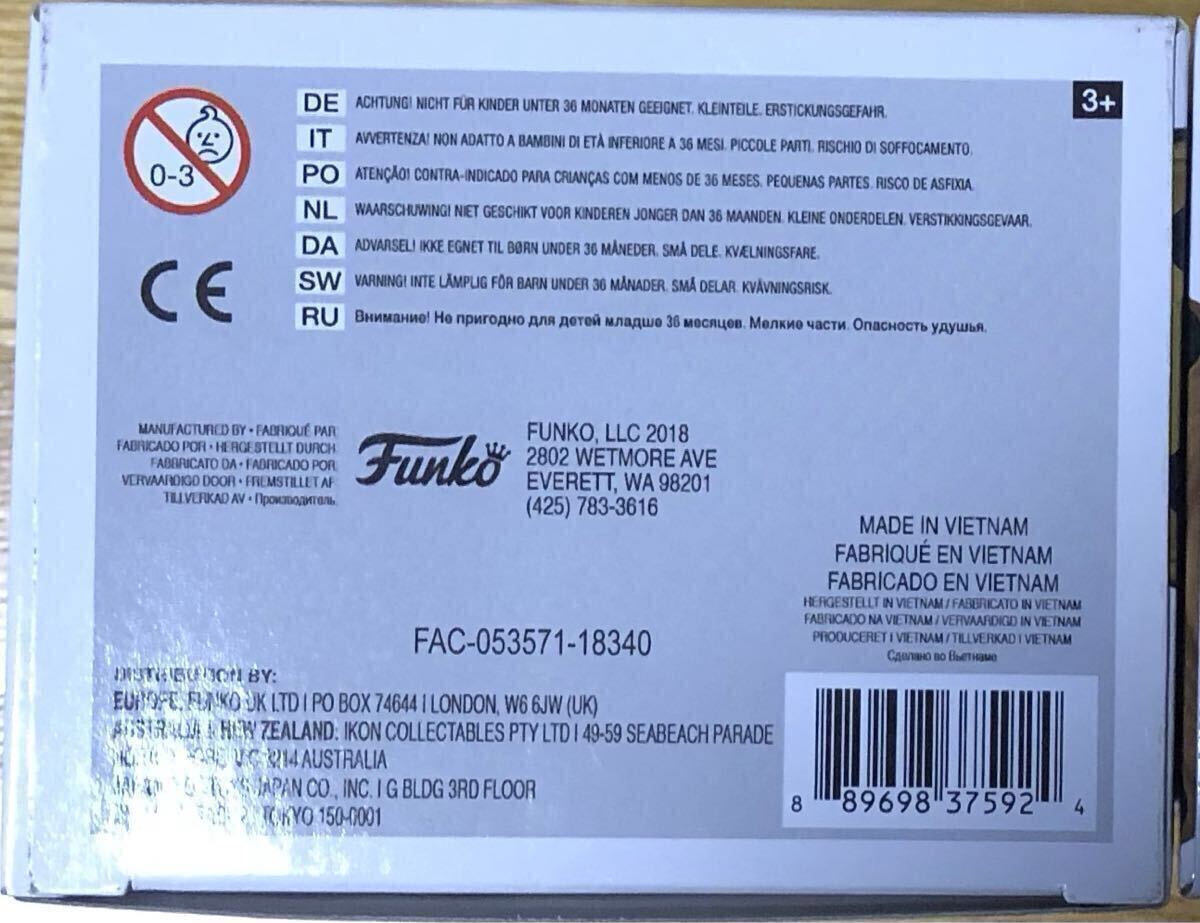 0-3
DE ACHTUNG! NICHT FÜR KINDER UNTER 36 MONATEN GEEIGNET. KLEINTEILE. ERSTICKUNGSGEFAHR.
3+
IT AVVERTENZA! NON ADATTO A BAMBINI DI ETÀ INFERIORE A 36 MESI. PICCOLE PARTI. RISCHIO DI SOFFOCAMENTO.
PO ATENÇÃO! CONTRA-INDICADO PARA CRIANÇAS COM MENOS DE 36 MESES. PEQUENAS PARTES. RISCO DE ASFIXIA.
NL WAARSCHUWING! NIET GESCHIKT VOOR KINDEREN JONGER DAN 36 MAANDEN. KLEINE ONDERDELEN. VERSTIKKINGSGEVAAR.
DA ADVARSEL! IKKE EGNET TIL BØRN UNDER 36 MÅNEDER. SMÅ DELE. KVÆLNINGSFARE.
SW VARNING! INTE LÄMPLIG FÖR BARN UNDER 36 MÅNADER. SMÅ DELAR. KVÄVNINGSRISK.
RU Внимание! Не пригодно для детей младше 36 месяцев. Мелкие части. Опасность удушья.
CE
MANUFACTURED BY • FABRIQUÉ PAR
FABRICADO POR • HERGESTELLT DURCH
FABBRICATO DA • FABRICADO POR
VERVAARDIGD DOOR • FREMSTILLET AF
TILLVERKAD AV • Производитель
Funko
FUNKO, LLC 2018
2802 WETMORE AVE
EVERETT, WA 98201
(425) 783-3616
MADE IN VIETNAM
FABRIQUÉ EN VIETNAM
FABRICADO EN VIETNAM
HERGESTELLT IN VIETNAM / FABBRICATO IN VIETNAM
FABRICADO NA VIETNAM / VERVAARDIGD IN VIETNAM
PRODUCERET I VIETNAM / TILLVERKAD I VIETNAM
Сделано во Вьетнаме
FAC-053571-18340
DISTRIBUTION BY:
EUROPE: FUNKO UK LTD | PO BOX 74644 | LONDON, W6 6JW (UK)
AUSTRALIA & NEW ZEALAND: IKON COLLECTABLES PTY LTD | 49-59 SEABEACH PARADE
3214 AUSTRALIA
JAPAN CO., INC. | G BLDG 3RD FLOOR
TOKYO 150-0001
8 89698 37592 4